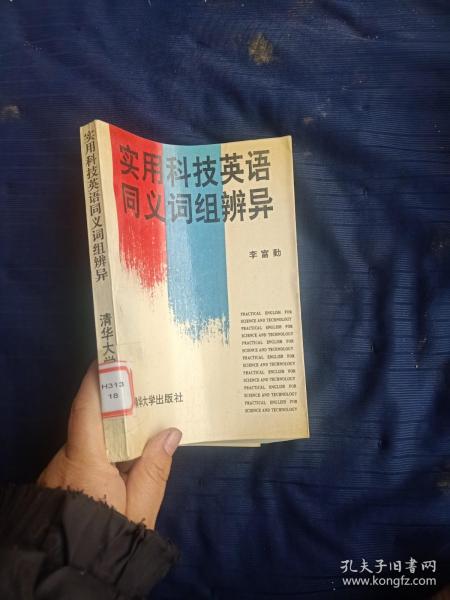 实用科技英语同义词组辨异
清华大学
H313
18
实用科技英语
同义词组辨异
李富勤
PRACTICAL ENGLISH FOR
SCIENCE AND TECHNOLOGY
PRACTICAL ENGLISH FOR
SCIENCE AND TECHNOLOGY
PRACTICAL ENGLISH FOR
SCIENCE AND TECHNOLOGY
PRACTICAL ENGLISH FOR
SCIENCE AND TECHNOLOGY
PRACTICAL ENGLISH FOR
SCIENCE AND TECHNOLOGY
PRACTICAL ENGLISH FOR
SCIENCE AND TECHNOLOGY
PRACTICAL ENGLISH FOR
SCIENCE AND TECHNOLOGY
大学出版社
孔夫子旧书网
www.kongfz.com